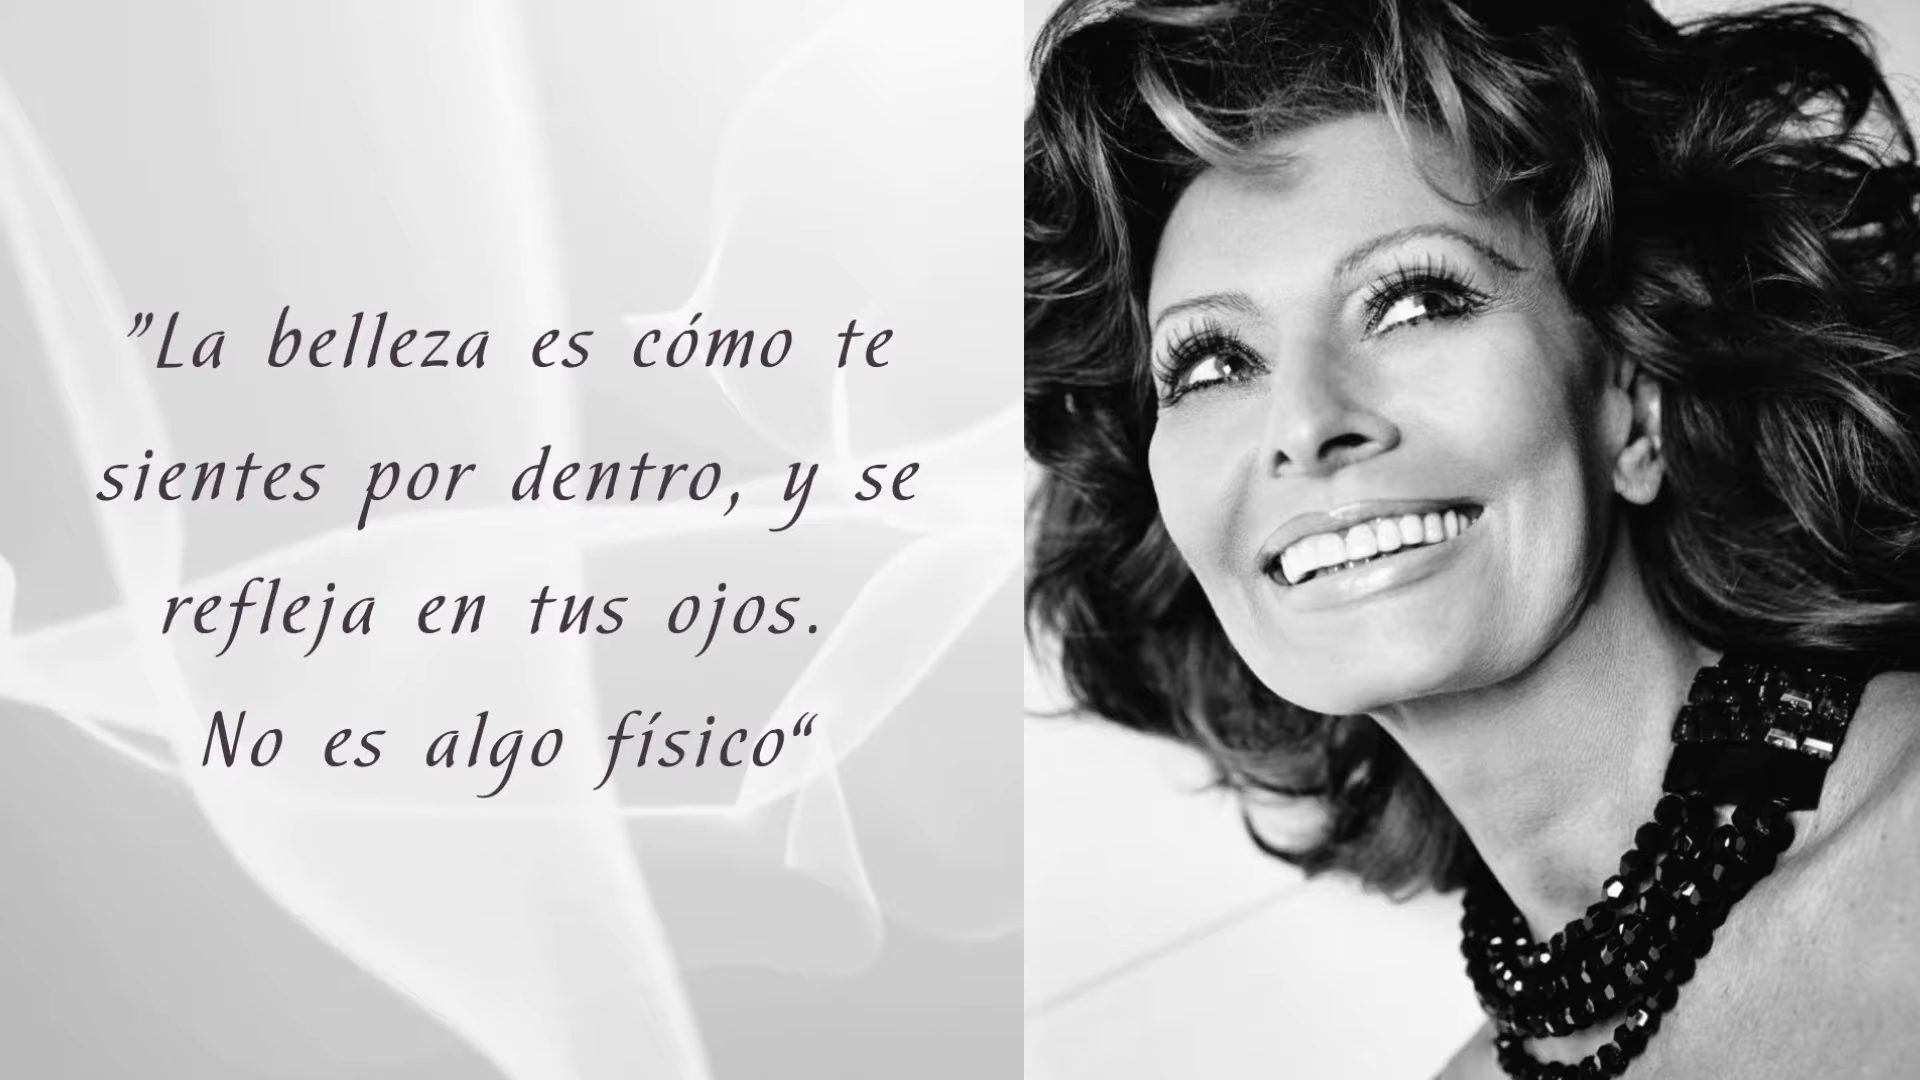 ”La belleza es cómo te
sientes por dentro, y se
refleja en tus ojos.
No es algo físico“